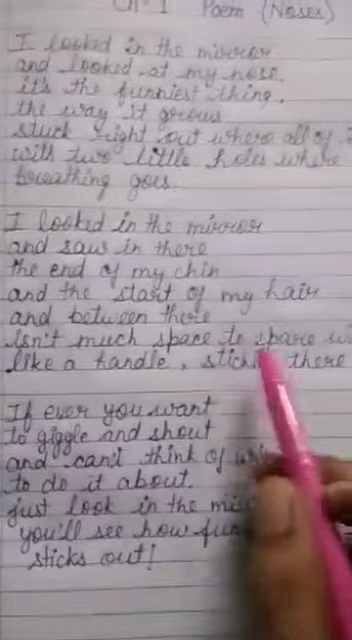 Ch-1 Poem (Noses)
I looked in the mirror
and looked at my nose.
it's the funniest thing.
the way it grows
stuck right out where all of
with two little holes where
breathing goes.
I looked in the mirror
and saw in there
the end of my chin
and the start of my hair
and between there
isn't much space to spare
like a handle, sticks there
If ever you want
to giggle and shout
and can't think of
to do it about.
just look in the
you'll see how
sticks out!